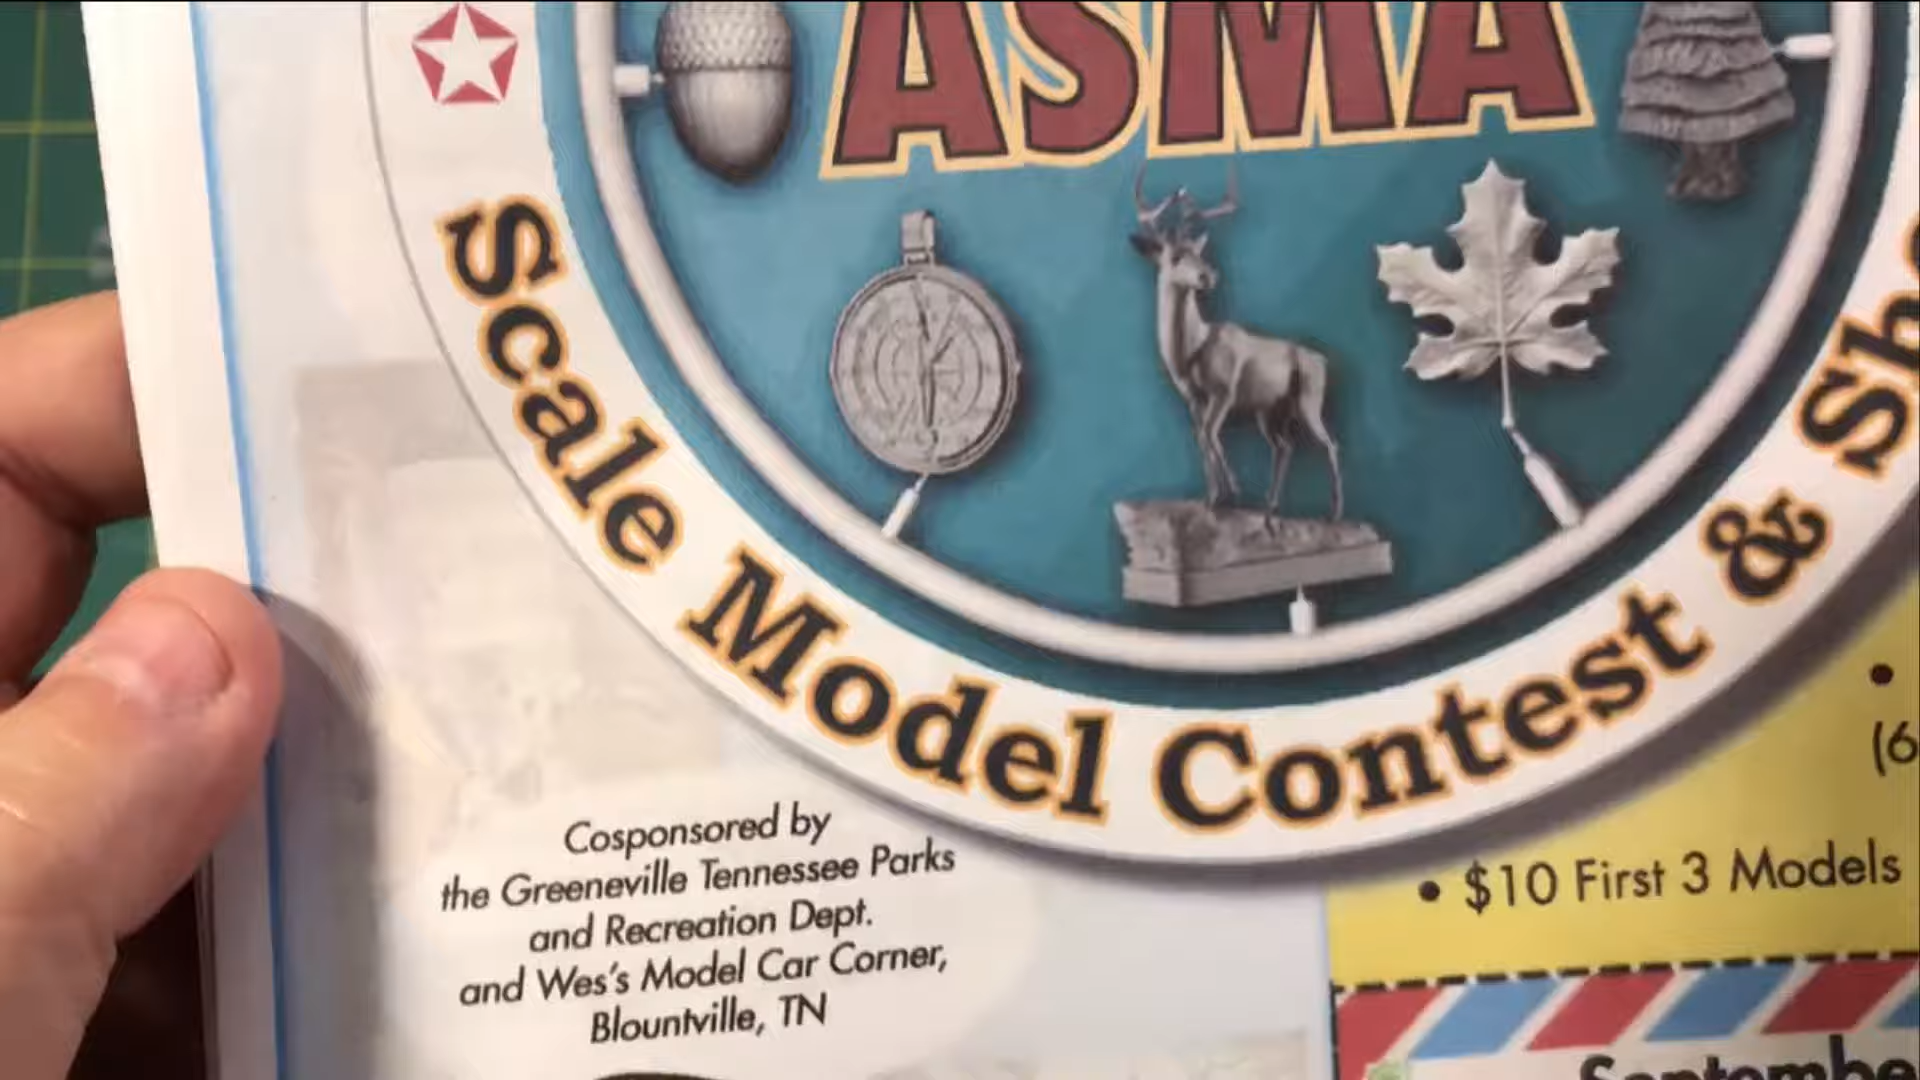 ASMA
Scale Model Contest &
Cosponsored by
the Greeneville Tennessee Parks
and Recreation Dept.
and Wes's Model Car Corner,
Blountville, TN
•
(6
• $10 First 3 Models